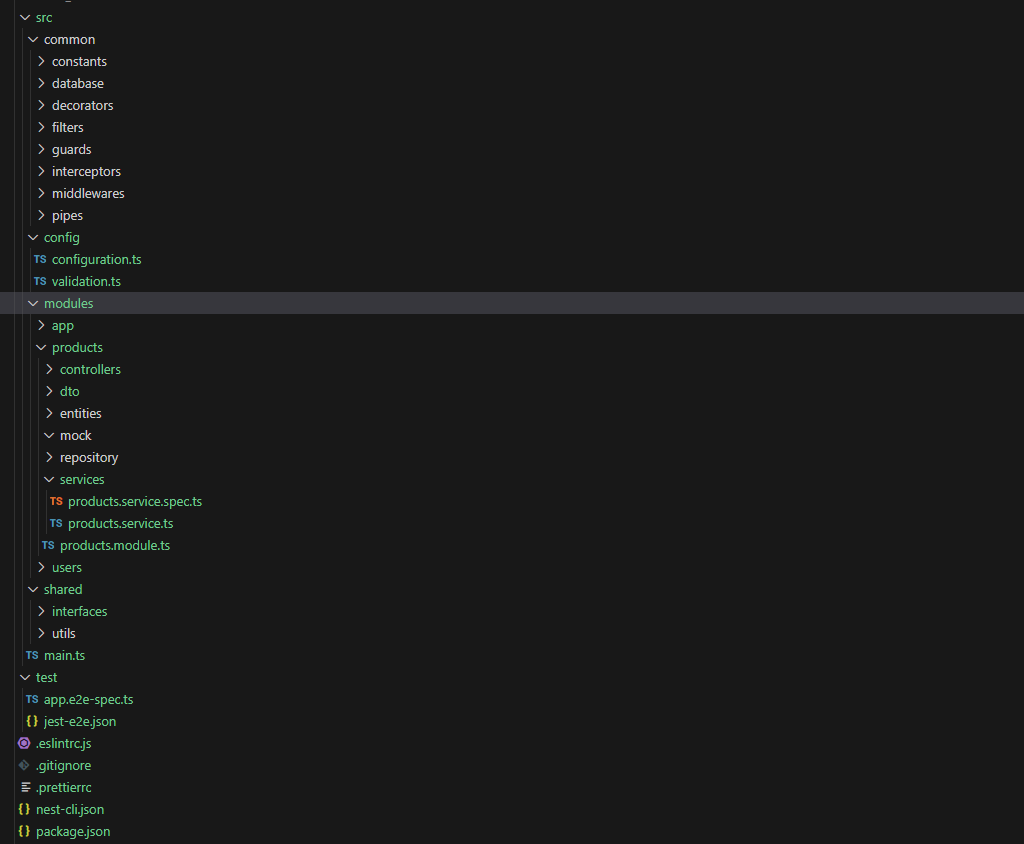 src
common
constants
database
decorators
filters
guards
interceptors
middlewares
pipes
config
TS configuration.ts
TS validation.ts
modules
app
products
controllers
dto
entities
mock
repository
services
TS products.service.spec.ts
TS products.service.ts
TS products.module.ts
users
shared
interfaces
utils
TS main.ts
test
TS app.e2e-spec.ts
{} jest-e2e.json
.eslintrc.js
.gitignore
.prettierrc
{} nest-cli.json
{} package.json